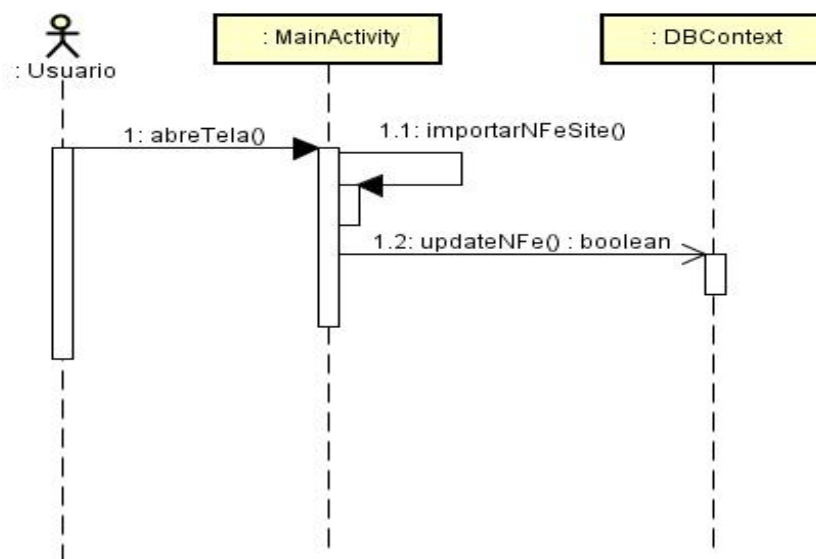 : Usuario
: MainActivity
: DBContext
1: abreTela()
1.1: importarNFeSite()
1.2: updateNFe() : boolean